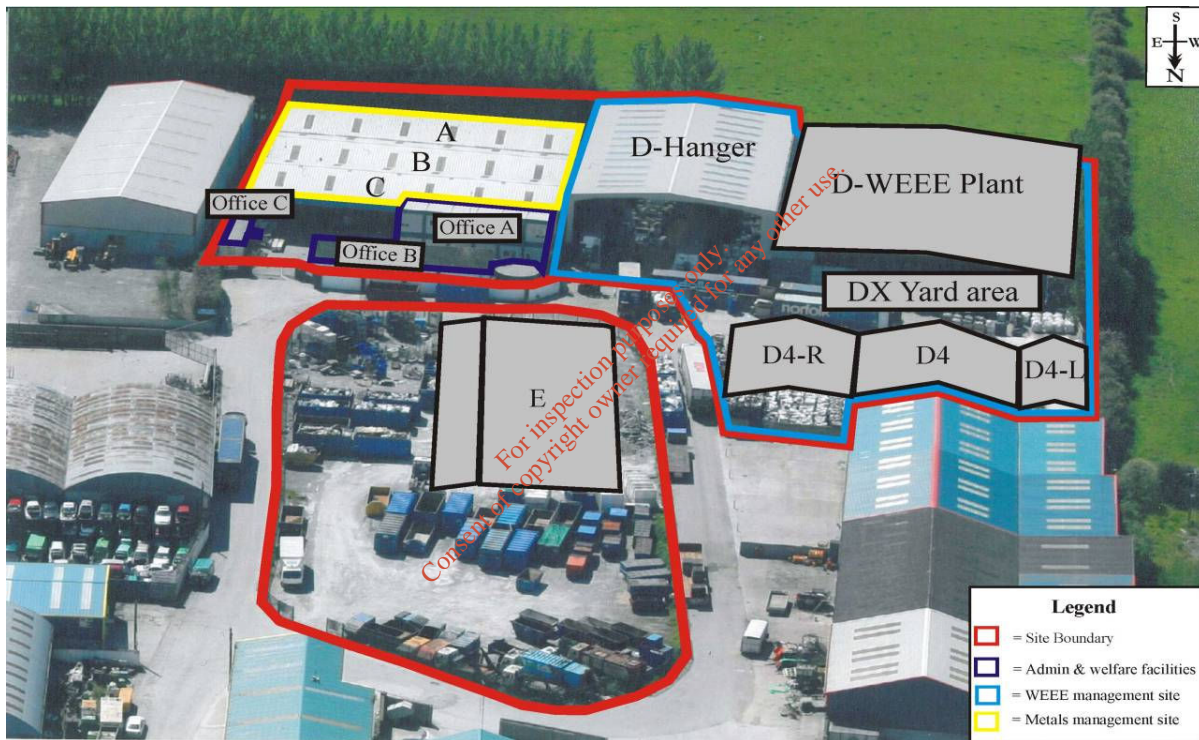 S
E W
N
A
B
C
D-Hanger
D-WEEE Plant
Office C
Office A
Office B
DX Yard area
norfol
D4-R
D4
D4-L
E
For inspection purposes only.
Consent of copyright owner required for any other use.
Legend
= Site Boundary
= Admin & welfare facilities
= WEEE management site
= Metals management site